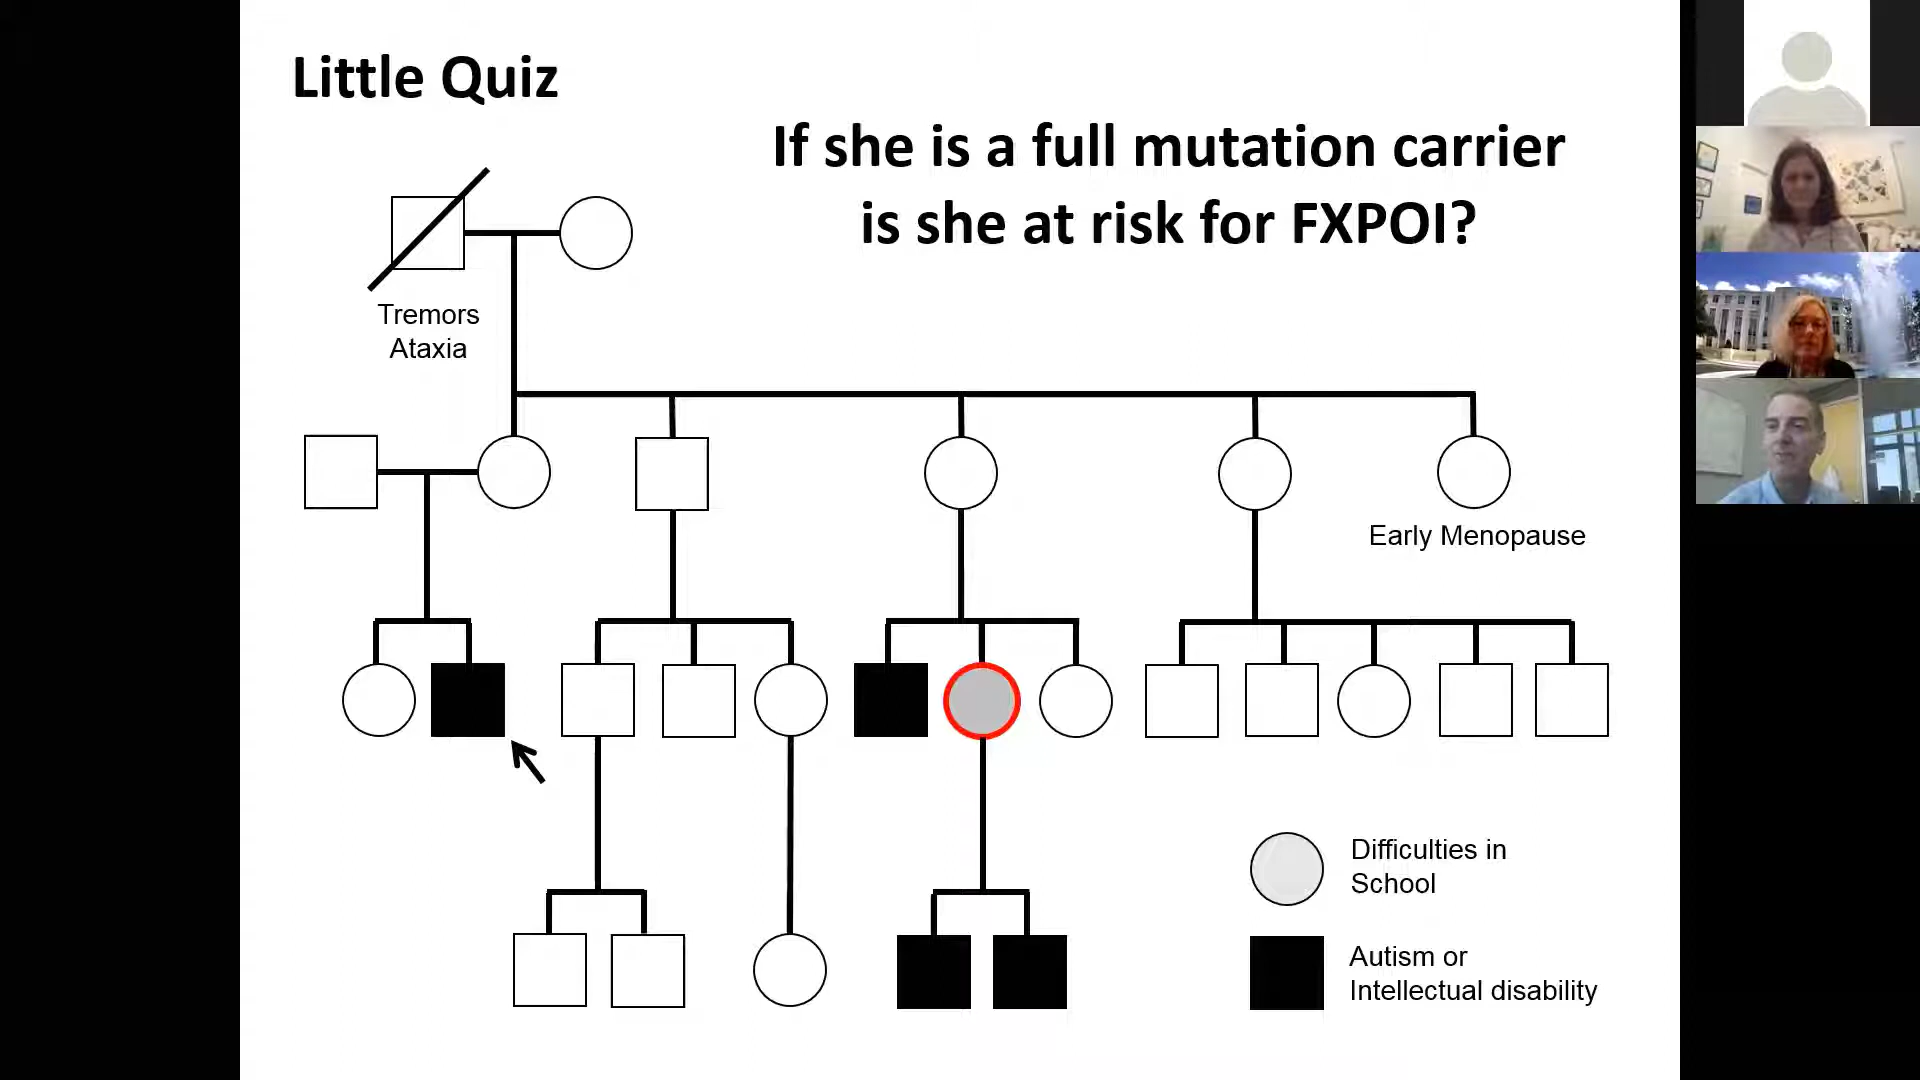 Little Quiz
If she is a full mutation carrier
is she at risk for FXPOI?
Tremors
Ataxia
Early Menopause
Difficulties in
School
Autism or
Intellectual disability